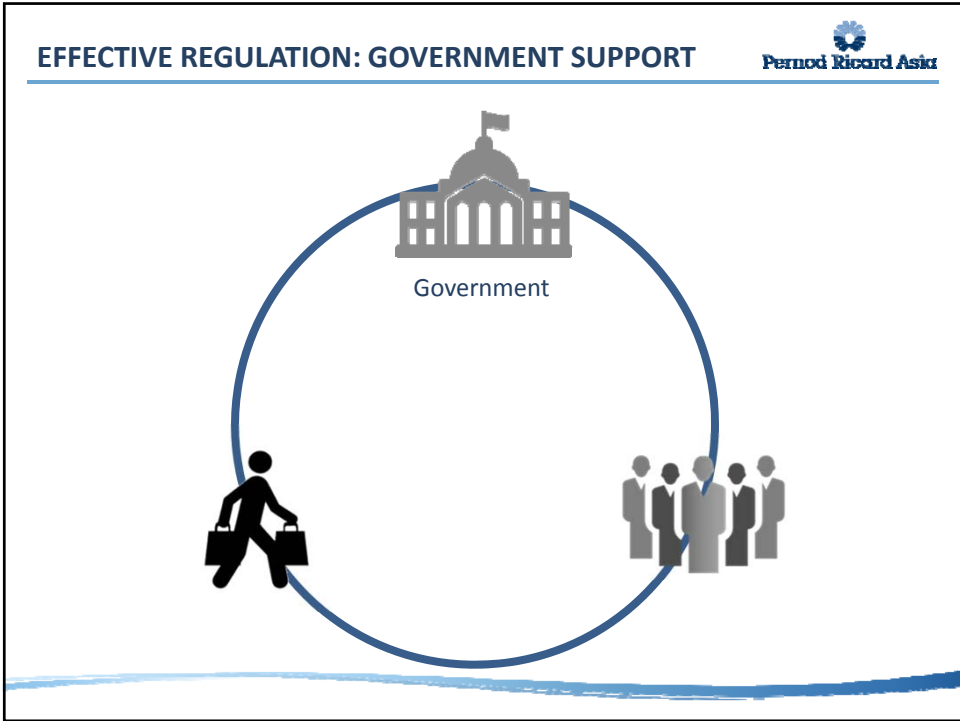 EFFECTIVE REGULATION: GOVERNMENT SUPPORT
Pernod Ricard Asia
Government